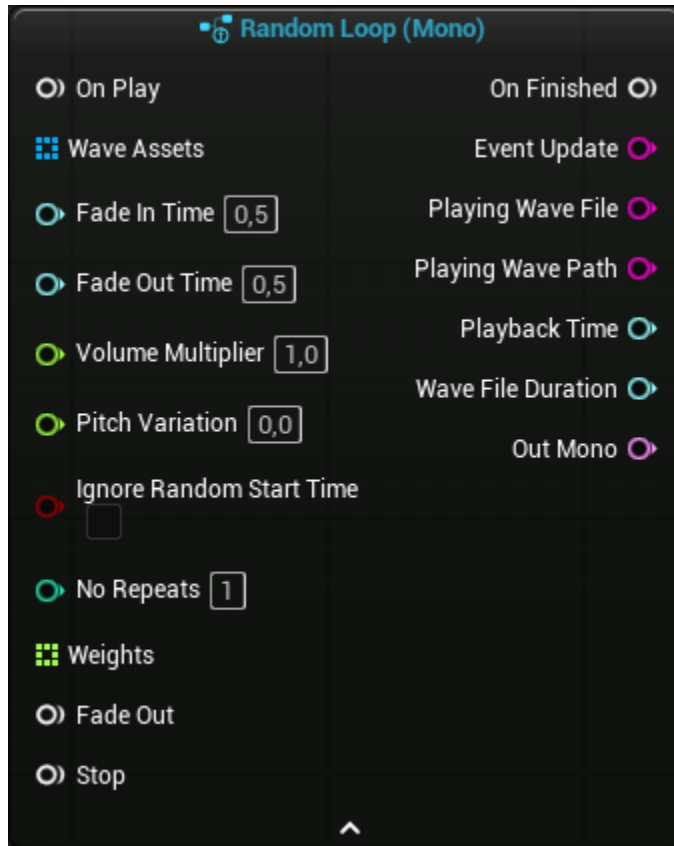 Random Loop (Mono)
On Play
On Finished
Wave Assets
Event Update
Fade In Time 0,5
Playing Wave File
Fade Out Time 0,5
Playing Wave Path
Volume Multiplier 1,0
Playback Time
Pitch Variation 0,0
Wave File Duration
Out Mono
Ignore Random Start Time
No Repeats 1
Weights
Fade Out
Stop